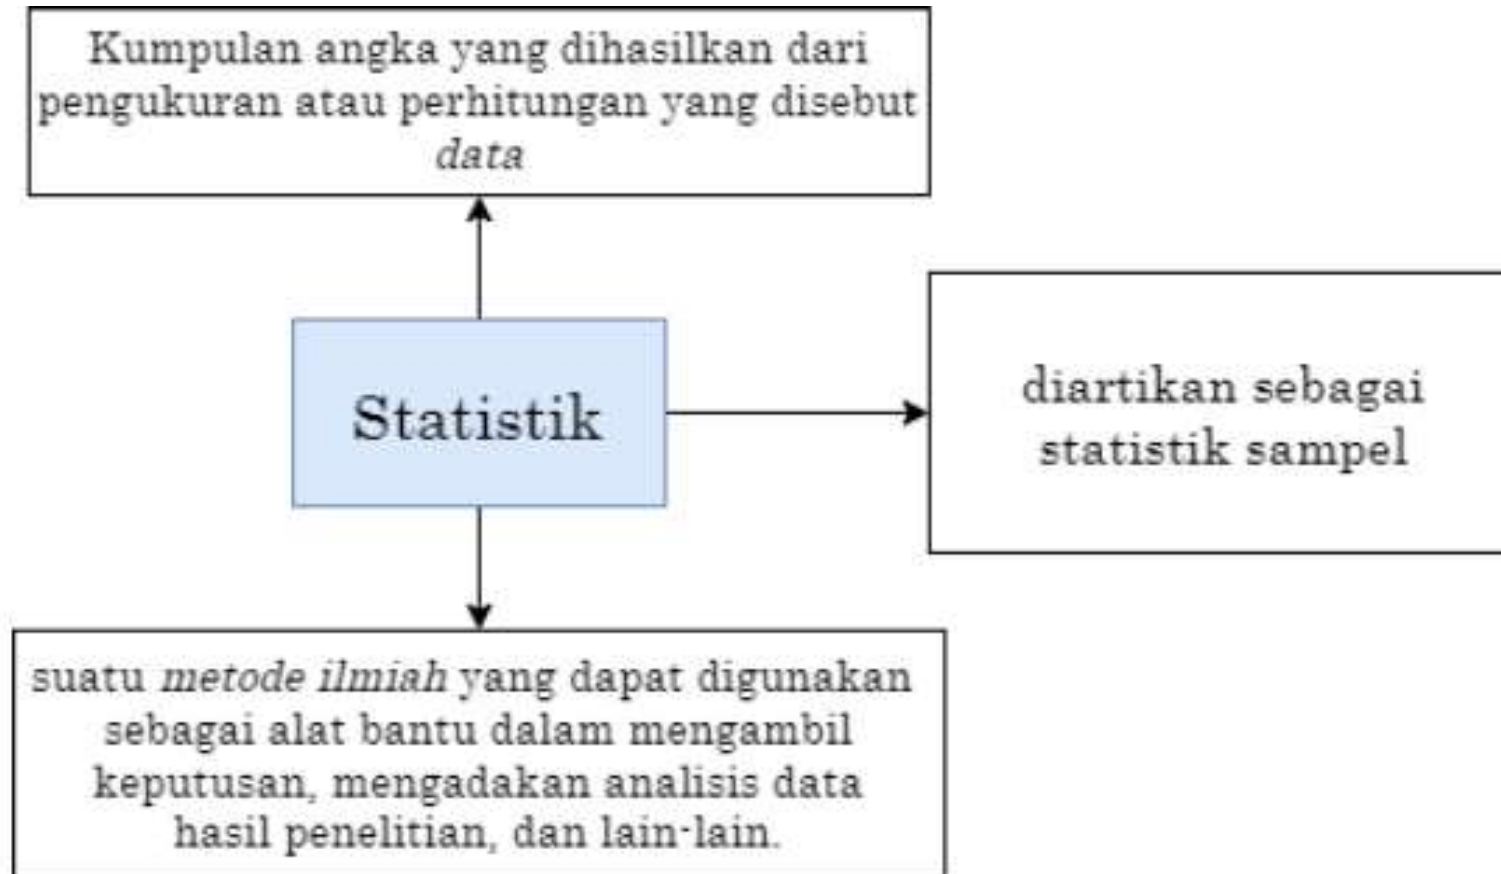 Kumpulan angka yang dihasilkan dari
pengukuran atau perhitungan yang disebut
data
Statistik
diartikan sebagai
statistik sampel
suatu metode ilmiah yang dapat digunakan
sebagai alat bantu dalam mengambil
keputusan, mengadakan analisis data
hasil penelitian, dan lain-lain.